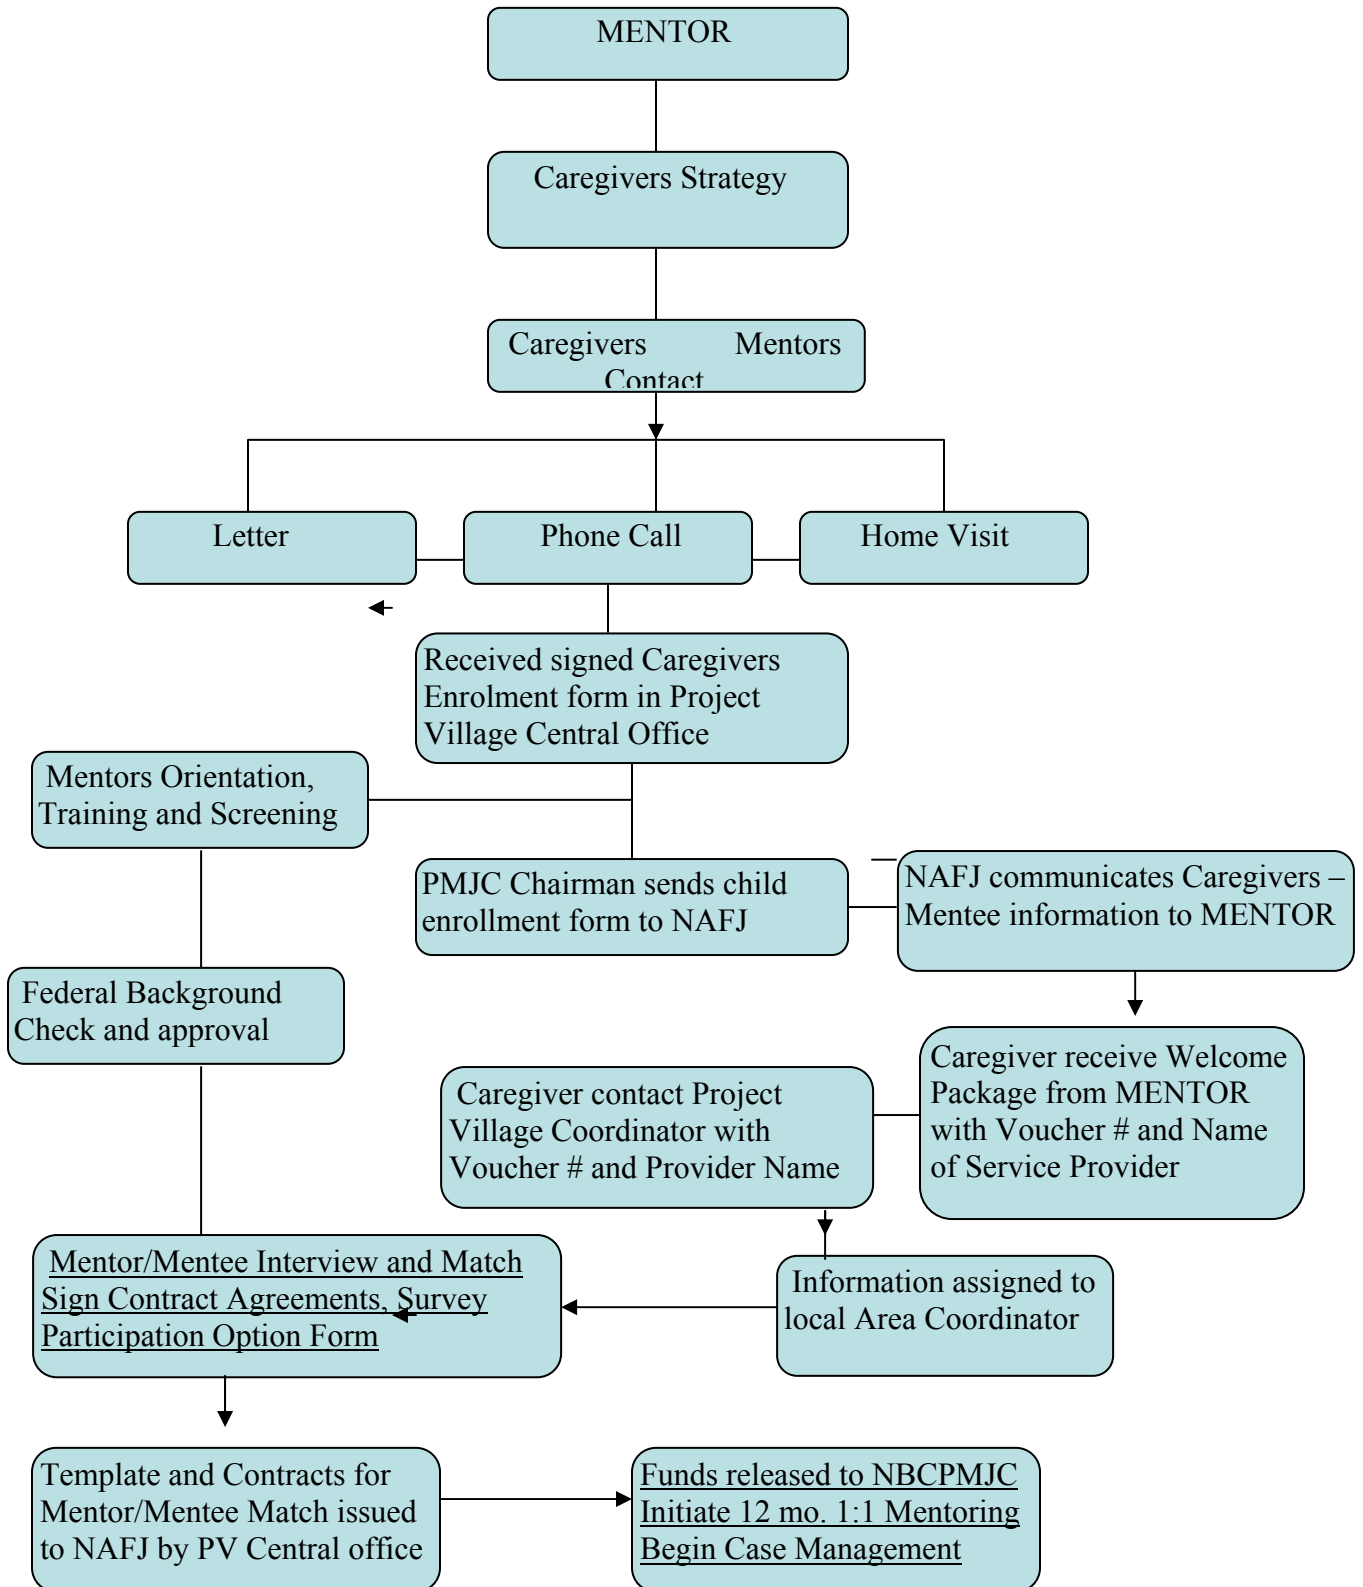 MENTOR
Caregivers Strategy
Caregivers Mentors
Contact
Letter
Phone Call
Home Visit
Received signed Caregivers
Enrolment form in Project
Village Central Office
Mentors Orientation,
Training and Screening
PMJC Chairman sends child
enrollment form to NAFJ
NAFJ communicates Caregivers –
Mentee information to MENTOR
Federal Background
Check and approval
Caregiver receive Welcome
Package from MENTOR
with Voucher # and Name
of Service Provider
Caregiver contact Project
Village Coordinator with
Voucher # and Provider Name
Mentor/Mentee Interview and Match
Sign Contract Agreements, Survey
Participation Option Form
Information assigned to
local Area Coordinator
Template and Contracts for
Mentor/Mentee Match issued
to NAFJ by PV Central office
Funds released to NBCPMJC
Initiate 12 mo. 1:1 Mentoring
Begin Case Management